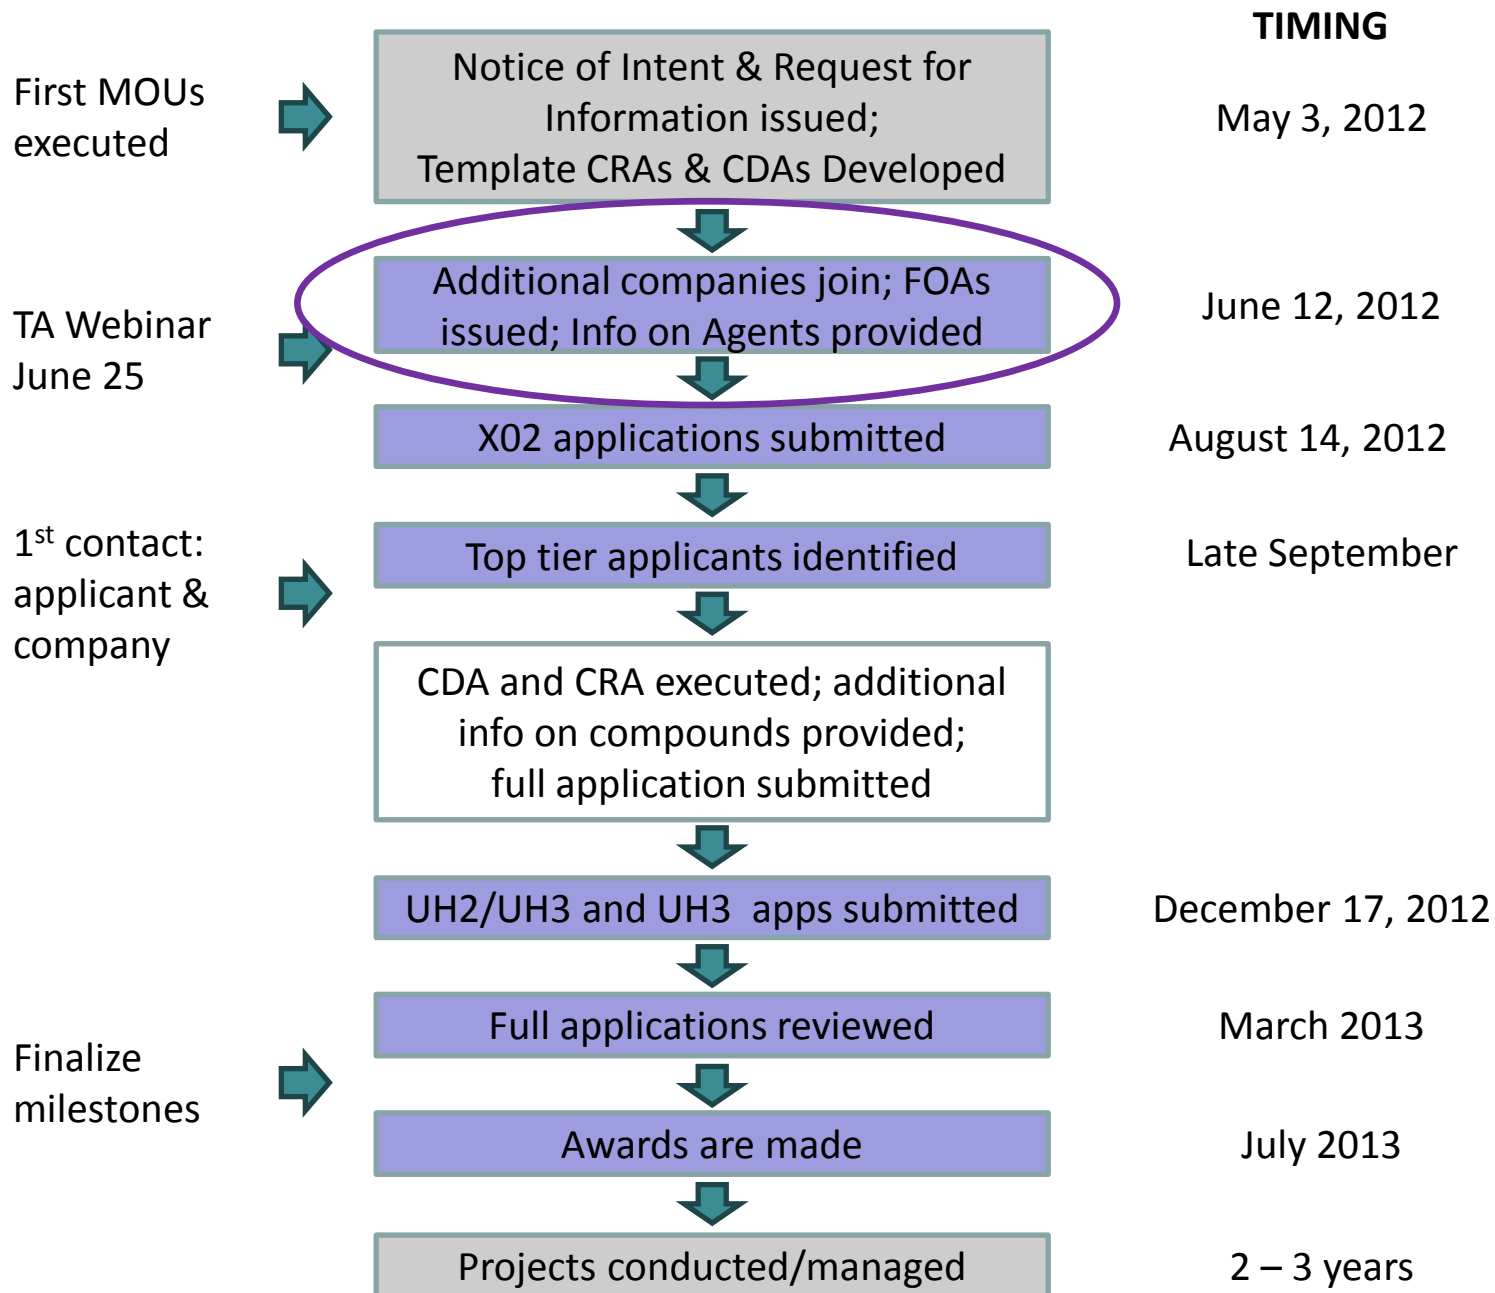 TIMING
First MOUs
executed
Notice of Intent & Request for
Information issued;
Template CRAs & CDAs Developed
May 3, 2012
TA Webinar
June 25
Additional companies join; FOAs
issued; Info on Agents provided
June 12, 2012
X02 applications submitted
August 14, 2012
1st contact:
applicant &
company
Top tier applicants identified
Late September
CDA and CRA executed; additional
info on compounds provided;
full application submitted
UH2/UH3 and UH3  apps submitted
December 17, 2012
Full applications reviewed
March 2013
Finalize
milestones
Awards are made
July 2013
Projects conducted/managed
2 – 3 years